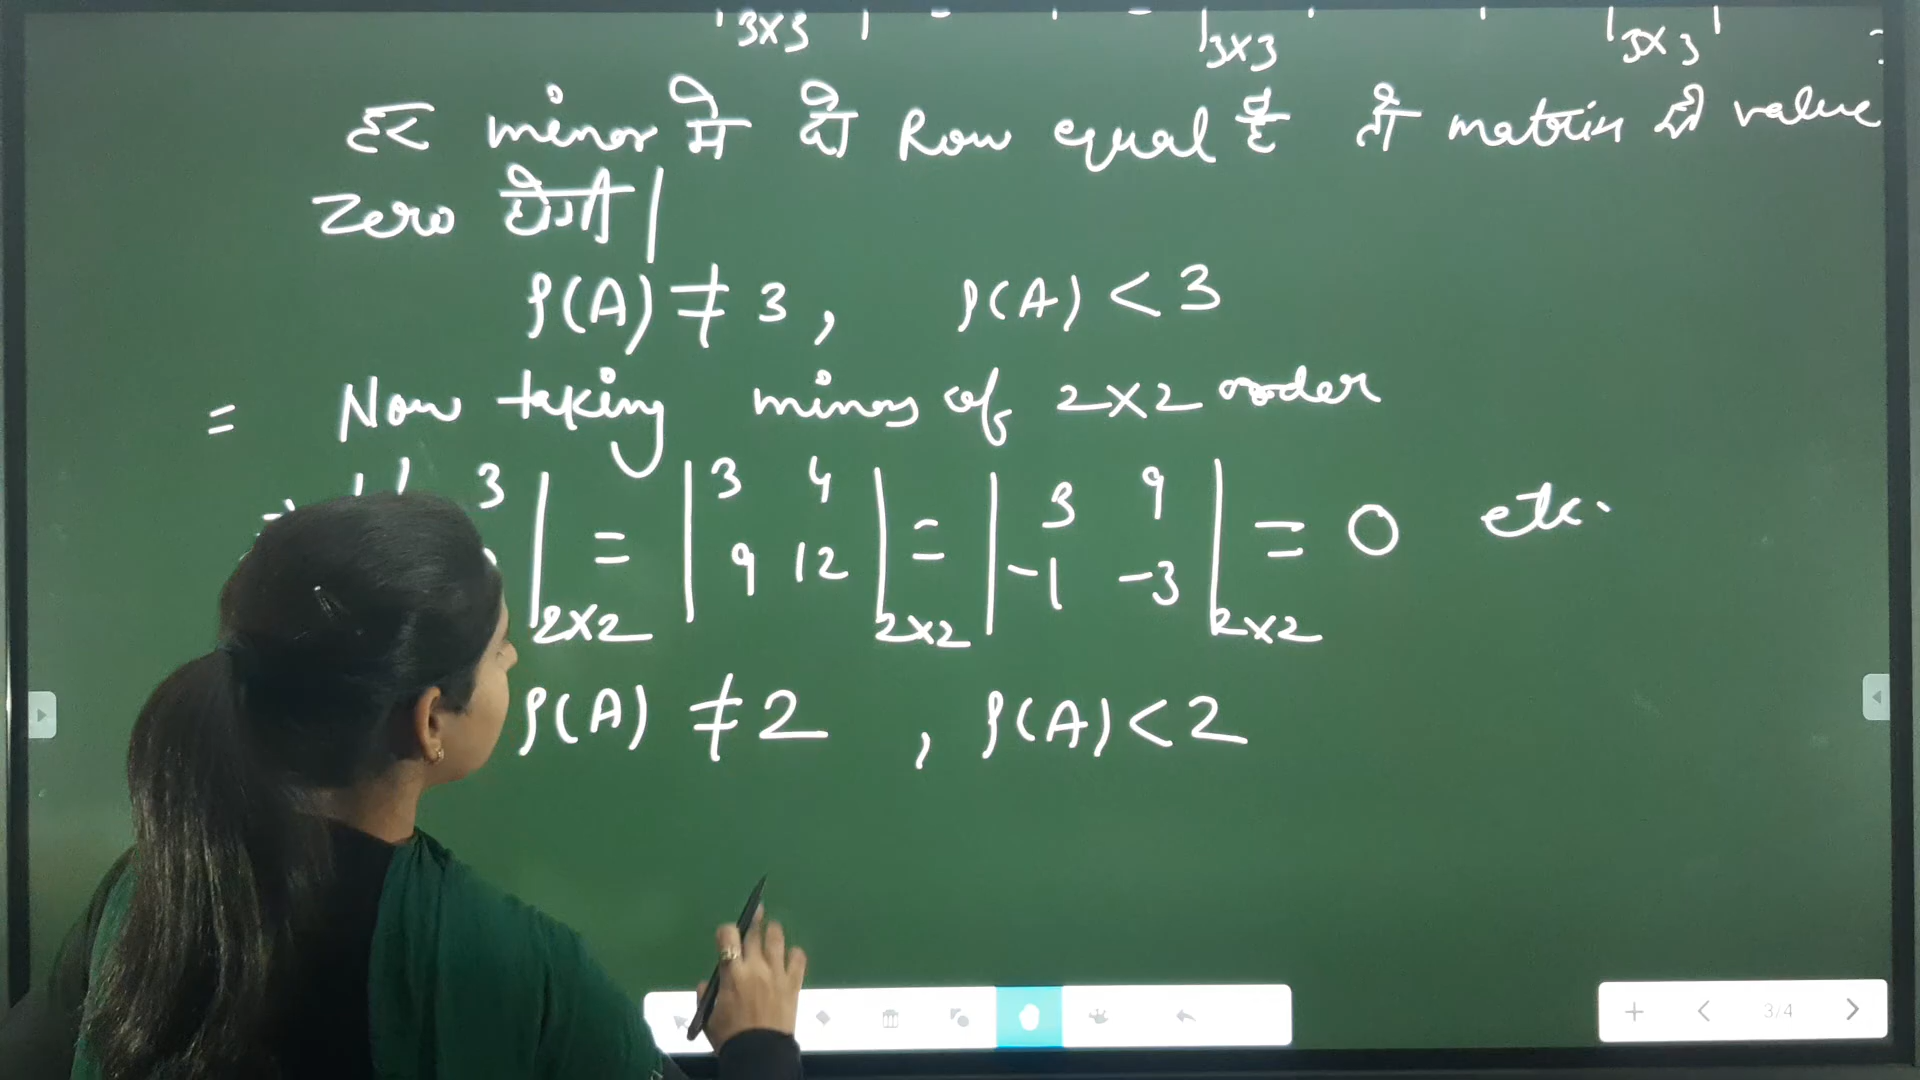 3x3 3x3 3x3
हर minor मे दो Row equal है तो matrix की value
zero होगी|
ρ(A) ≠ 3, ρ(A) < 3
= Now taking minors of 2x2 order
3 | 2x2 = | 3 4 | 2x2 = | 3 9 | 2x2 = 0 etc.
9 12 -1 -3
ρ(A) ≠ 2, ρ(A) < 2
3/4